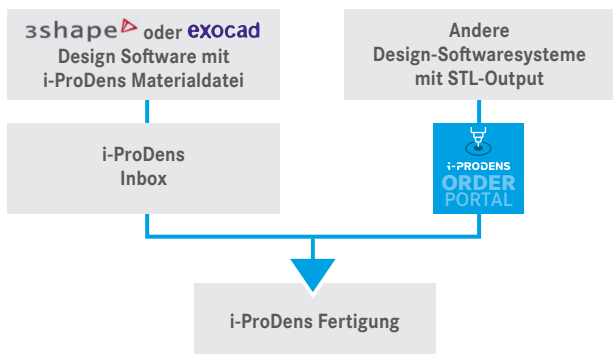 3shape oder exocad
Design Software mit
i-ProDens Materialdatei
Andere
Design-Softwaresysteme
mit STL-Output
i-ProDens
Inbox
i-PRODENS
ORDER
PORTAL
i-ProDens Fertigung